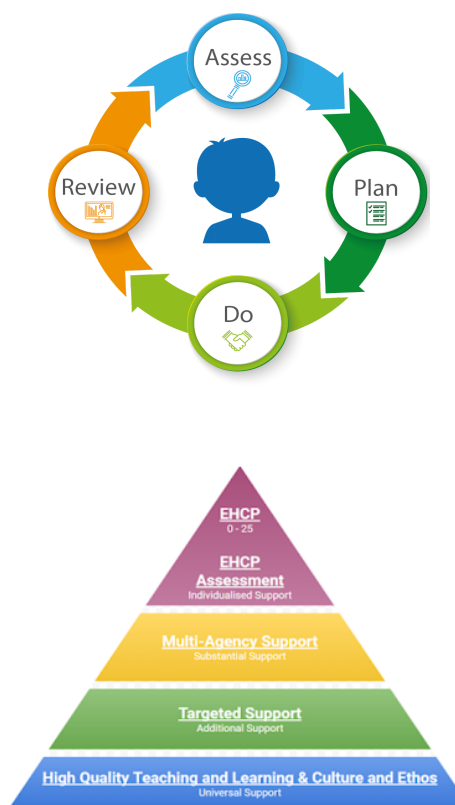 Assess
Review
Plan
Do
EHCP
0 - 25
EHCP
Assessment
Individualised Support
Multi-Agency Support
Substantial Support
Targeted Support
Additional Support
High Quality Teaching and Learning & Culture and Ethos
Universal Support